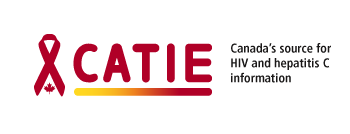 CATIE
Canada's source for
HIV and hepatitis C
information